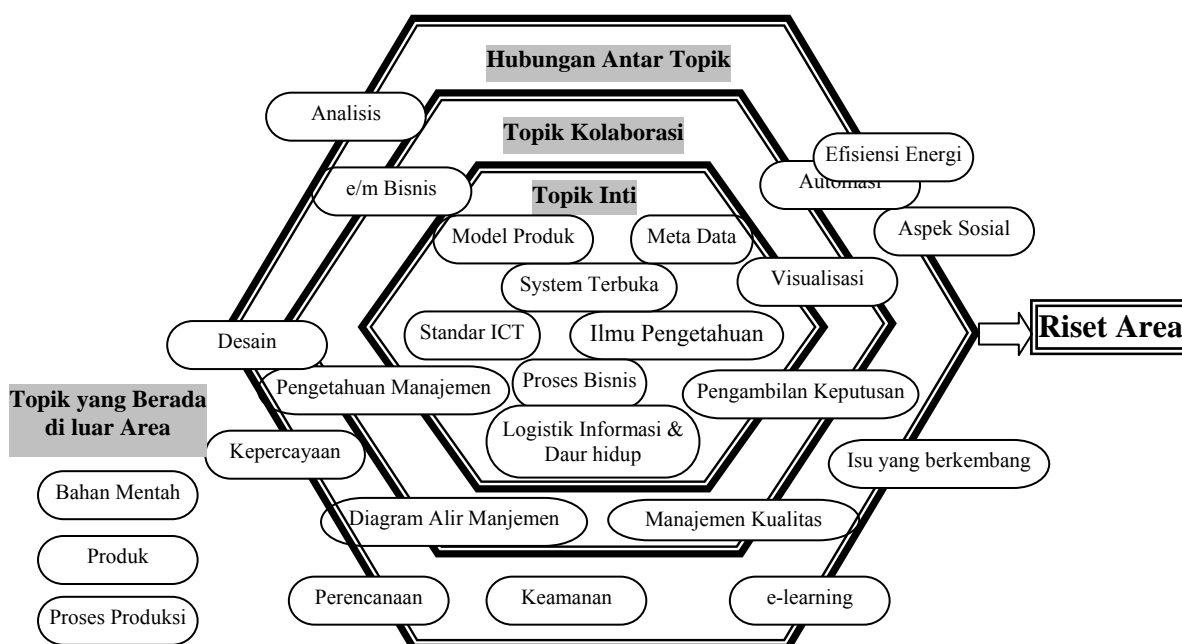 Hubungan Antar Topik
Analisis
Topik Kolaborasi
Efisiensi Energi
Automasi
e/m Bisnis
Topik Inti
Model Produk
Meta Data
Aspek Sosial
System Terbuka
Visualisasi
Standar ICT
Ilmu Pengetahuan
Riset Area
Desain
Proses Bisnis
Pengetahuan Manajemen
Pengambilan Keputusan
Topik yang Berada
di luar Area
Logistik Informasi &
Daur hidup
Kepercayaan
Isu yang berkembang
Bahan Mentah
Diagram Alir Manjemen
Manajemen Kualitas
Produk
Perencanaan
Keamanan
e-learning
Proses Produksi